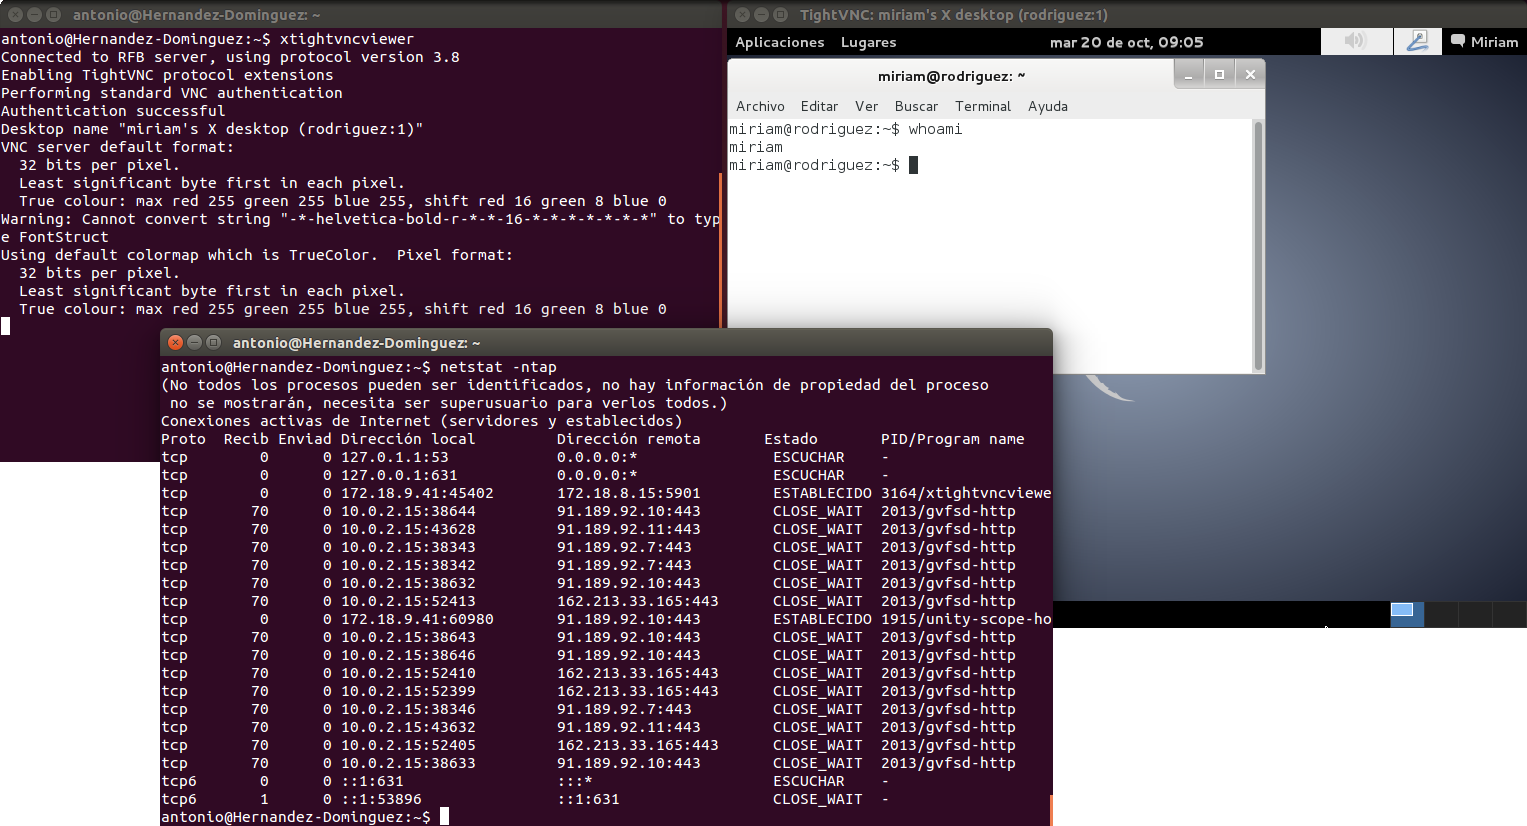 antonio@Hernandez-Dominguez: ~
antonio@Hernandez-Dominguez:~$ xtightvncviewer
Connected to RFB server, using protocol version 3.8
Enabling TightVNC protocol extensions
Performing standard VNC authentication
Authentication successful
Desktop name "miriam's X desktop (rodriguez:1)"
VNC server default format:
  32 bits per pixel.
  Least significant byte first in each pixel.
  True colour: max red 255 green 255 blue 255, shift red 16 green 8 blue 0
Warning: Cannot convert string "-*-helvetica-bold-r-*-*-16-*-*-*-*-*-*-*" to typ
e FontStruct
Using default colormap which is TrueColor.  Pixel format:
  32 bits per pixel.
  Least significant byte first in each pixel.
  True colour: max red 255 green 255 blue 255, shift red 16 green 8 blue 0
TightVNC: miriam's X desktop (rodriguez:1)
Aplicaciones Lugares mar 20 de oct, 09:05 Miriam
miriam@rodriguez: ~
Archivo Editar Ver Buscar Terminal Ayuda
miriam@rodriguez:~$ whoami
miriam
miriam@rodriguez:~$
antonio@Hernandez-Dominguez: ~
antonio@Hernandez-Dominguez:~$ netstat -ntap
(No todos los procesos pueden ser identificados, no hay información de propiedad del proceso
 no se mostrarán, necesita ser superusuario para verlos todos.)
Conexiones activas de Internet (servidores y establecidos)
Proto  Recib Enviad Dirección local         Dirección remota       Estado       PID/Program name
tcp        0      0 127.0.1.1:53            0.0.0.0:*               ESCUCHAR    -
tcp        0      0 127.0.0.1:631           0.0.0.0:*               ESCUCHAR    -
tcp        0      0 172.18.9.41:45402       172.18.8.15:5901        ESTABLECIDO 3164/xtightvncviewe
tcp       70      0 10.0.2.15:38644         91.189.92.10:443        CLOSE_WAIT  2013/gvfsd-http
tcp       70      0 10.0.2.15:43628         91.189.92.11:443        CLOSE_WAIT  2013/gvfsd-http
tcp       70      0 10.0.2.15:38343         91.189.92.7:443         CLOSE_WAIT  2013/gvfsd-http
tcp       70      0 10.0.2.15:38342         91.189.92.7:443         CLOSE_WAIT  2013/gvfsd-http
tcp       70      0 10.0.2.15:38632         91.189.92.10:443        CLOSE_WAIT  2013/gvfsd-http
tcp       70      0 10.0.2.15:52413         162.213.33.165:443      CLOSE_WAIT  2013/gvfsd-http
tcp        0      0 172.18.9.41:60980       91.189.92.10:443        ESTABLECIDO 1915/unity-scope-ho
tcp       70      0 10.0.2.15:38643         91.189.92.10:443        CLOSE_WAIT  2013/gvfsd-http
tcp       70      0 10.0.2.15:38646         91.189.92.10:443        CLOSE_WAIT  2013/gvfsd-http
tcp       70      0 10.0.2.15:52410         162.213.33.165:443      CLOSE_WAIT  2013/gvfsd-http
tcp       70      0 10.0.2.15:52399         162.213.33.165:443      CLOSE_WAIT  2013/gvfsd-http
tcp       70      0 10.0.2.15:38346         91.189.92.7:443         CLOSE_WAIT  2013/gvfsd-http
tcp       70      0 10.0.2.15:43632         91.189.92.11:443        CLOSE_WAIT  2013/gvfsd-http
tcp       70      0 10.0.2.15:52405         162.213.33.165:443      CLOSE_WAIT  2013/gvfsd-http
tcp       70      0 10.0.2.15:38633         91.189.92.10:443        CLOSE_WAIT  2013/gvfsd-http
tcp6       0      0 ::1:631                 :::*                    ESCUCHAR    -
tcp6       1      0 ::1:53896               ::1:631                 CLOSE_WAIT  -
antonio@Hernandez-Dominguez:~$